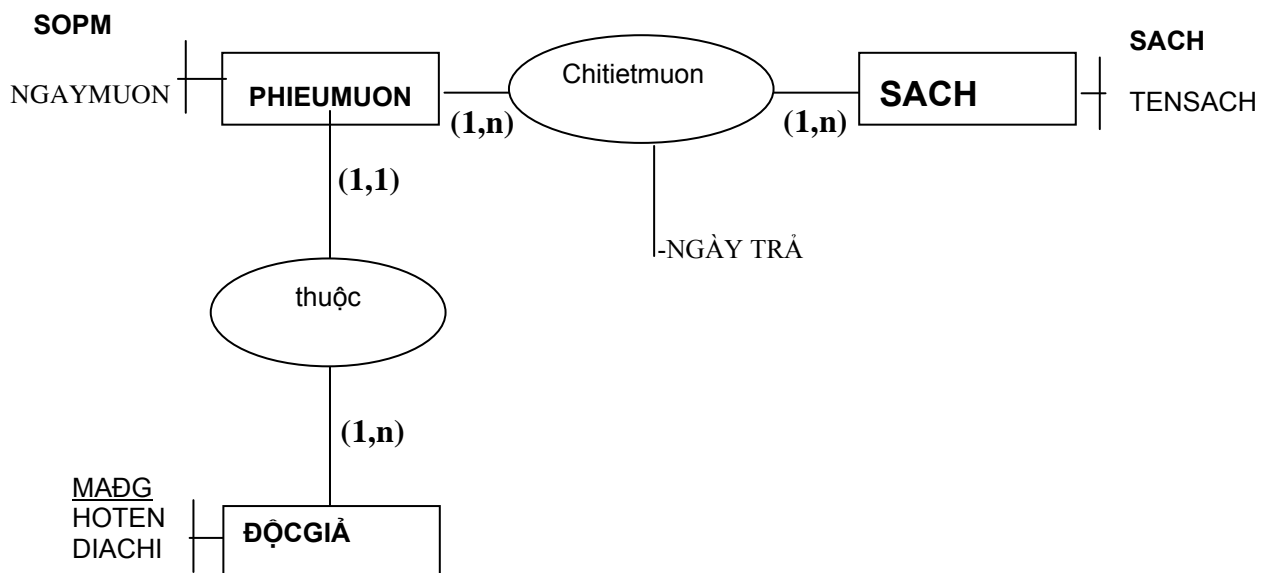 SOPM
NGAYMUON
PHIEUMUON
(1,n)
Chitietmuon
(1,n)
SACH
SACH
TENSACH
(1,1)
-NGÀY TRẢ
thuộc
(1,n)
MAĐG
HOTEN
DIACHI
ĐỘCGIẢ